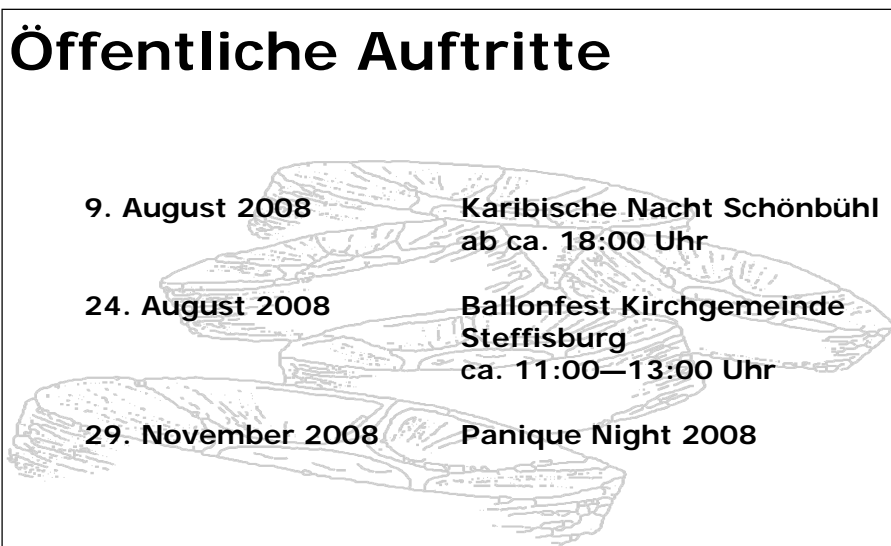 Öffentliche Auftritte
9. August 2008 Karibische Nacht Schönbühl
ab ca. 18:00 Uhr
24. August 2008 Ballonfest Kirchgemeinde
Steffisburg
ca. 11:00—13:00 Uhr
29. November 2008 Panique Night 2008